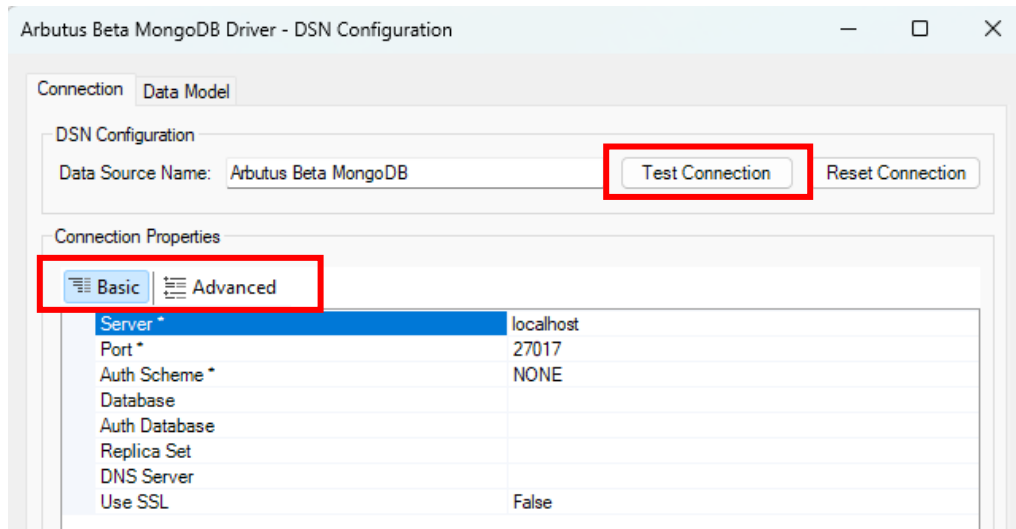 Arbutus Beta MongoDB Driver - DSN Configuration
Connection Data Model
DSN Configuration
Data Source Name: Arbutus Beta MongoDB Test Connection Reset Connection
Connection Properties
Basic Advanced
Server * localhost
Port * 27017
Auth Scheme * NONE
Database
Auth Database
Replica Set
DNS Server
Use SSL False